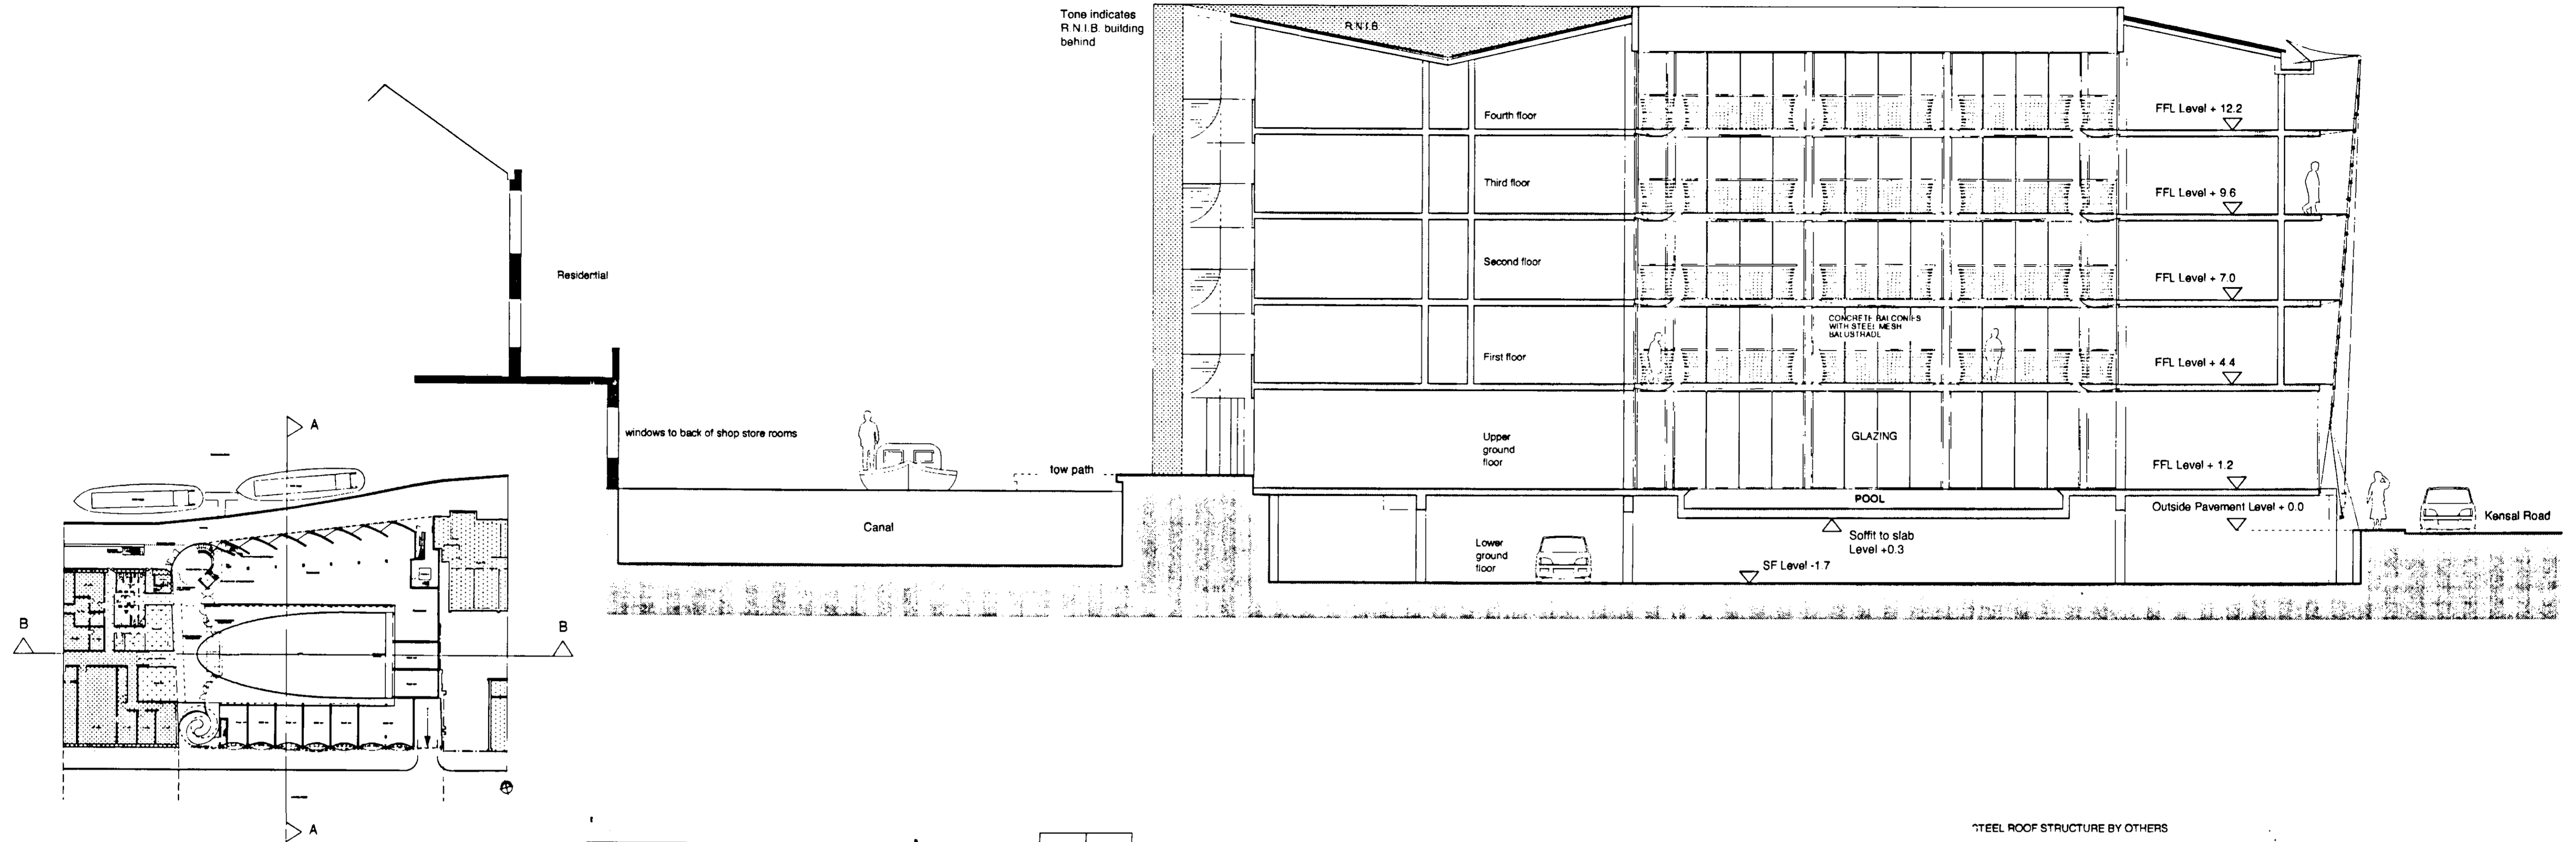 Tone indicates
R.N.I.B. building
behind
R.N.I.B.
Fourth floor
FFL Level + 12.2
Third floor
FFL Level + 9.6
Residential
Second floor
FFL Level + 7.0
CONCRETE BALCONIES
WITH STEEL MESH
BALUSTRADE
First floor
FFL Level + 4.4
A
windows to back of shop store rooms
Upper
ground
floor
GLAZING
tow path
FFL Level + 1.2
POOL
Outside Pavement Level + 0.0
Canal
Kensal Road
Soffit to slab
Level +0.3
Lower
ground
floor
SF Level -1.7
B
B
A
STEEL ROOF STRUCTURE BY OTHERS